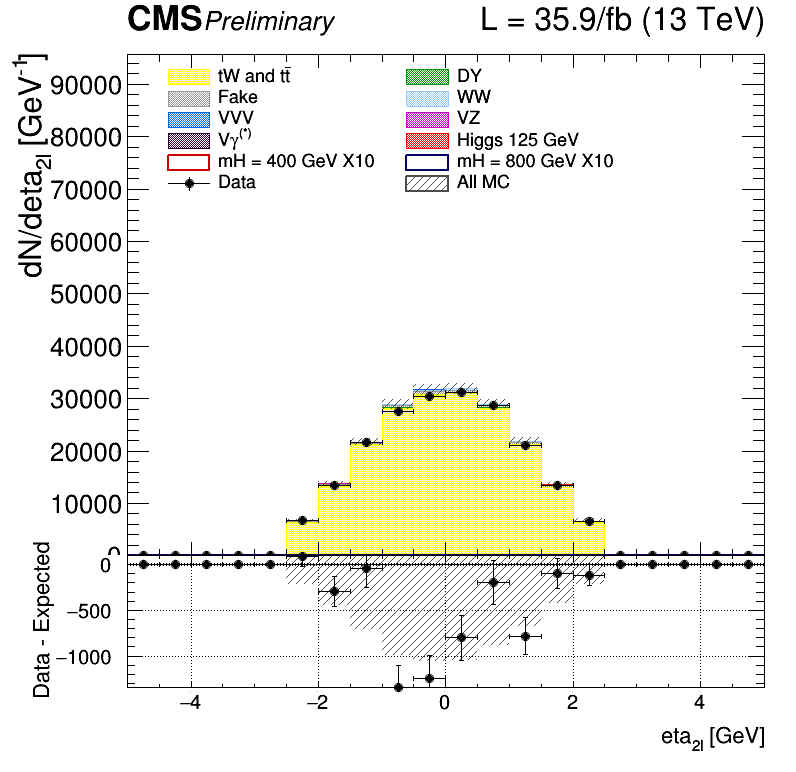 CMS Preliminary L = 35.9/fb (13 TeV)
dN/deta2l [GeV-1]
90000
80000
70000
60000
50000
40000
30000
20000
10000
0
tW and tt̄
DY
Fake
WW
VVV
VZ
Vγ(*)
Higgs 125 GeV
mH = 400 GeV X10
mH = 800 GeV X10
Data
All MC
Data - Expected
0
−500
−1000
−4 −2 0 2 4
eta2l [GeV]